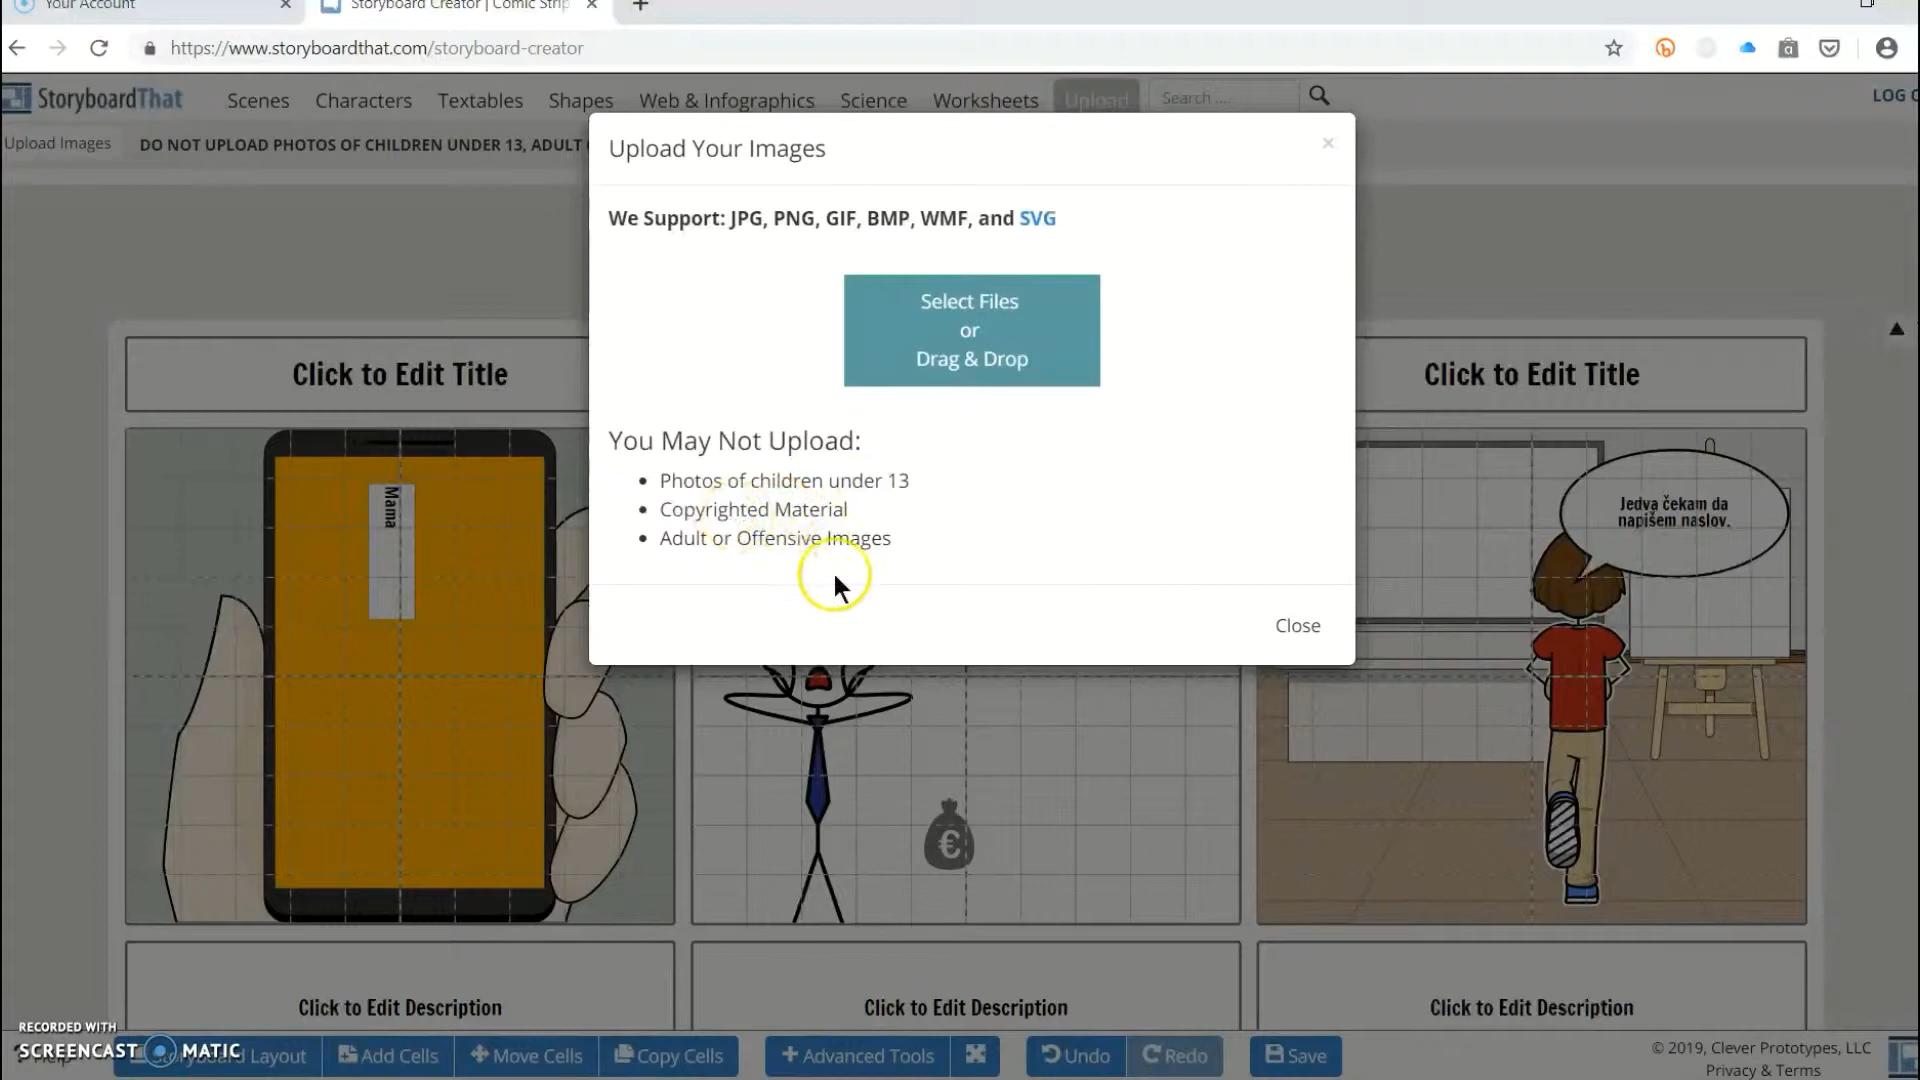 Your Account
Storyboard Creator | Comic Strip
https://www.storyboardthat.com/storyboard-creator
StoryboardThat
Scenes
Characters
Textables
Shapes
Web & Infographics
Science
Worksheets
Upload
Search ....
LOG
Upload Images
DO NOT UPLOAD PHOTOS OF CHILDREN UNDER 13, ADULT
Upload Your Images
×
We Support: JPG, PNG, GIF, BMP, WMF, and SVG
Select Files
or
Drag & Drop
You May Not Upload:
• Photos of children under 13
• Copyrighted Material
• Adult or Offensive Images
Close
Click to Edit Title
Click to Edit Title
Mama
Jedva čekam da
napišem naslov.
€
Click to Edit Description
Click to Edit Description
Click to Edit Description
RECORDED WITH
SCREENCAST MATIC
Layout
Add Cells
Move Cells
Copy Cells
Advanced Tools
Undo
Redo
Save
© 2019, Clever Prototypes, LLC
Privacy & Terms